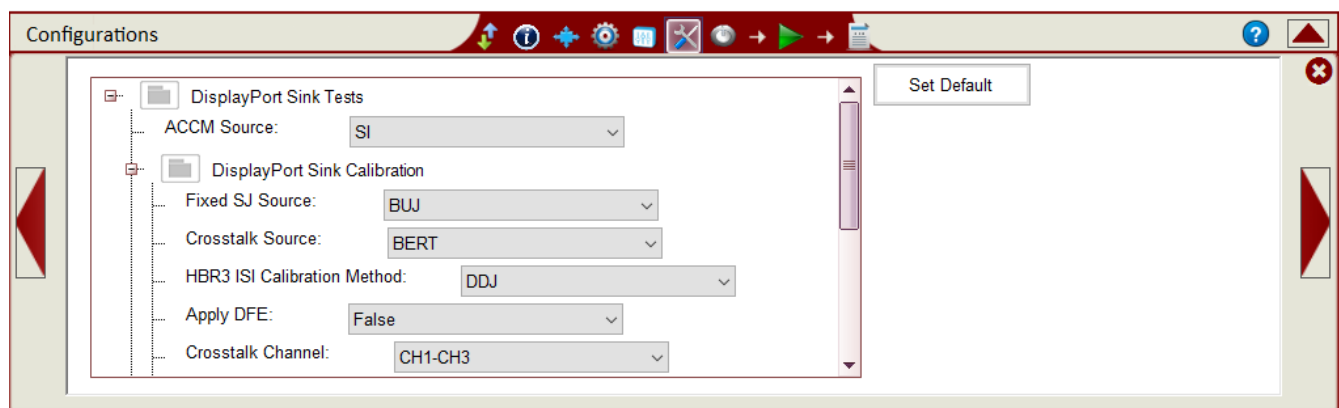 Configurations
DisplayPort Sink Tests
Set Default
ACCM Source: SI
DisplayPort Sink Calibration
Fixed SJ Source: BUJ
Crosstalk Source: BERT
HBR3 ISI Calibration Method: DDJ
Apply DFE: False
Crosstalk Channel: CH1-CH3